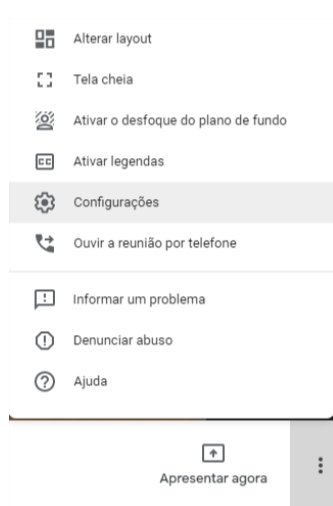 Alterar layout
Tela cheia
Ativar o desfoque do plano de fundo
CC Ativar legendas
Configurações
Ouvir a reunião por telefone
Informar um problema
Denunciar abuso
Ajuda
Apresentar agora